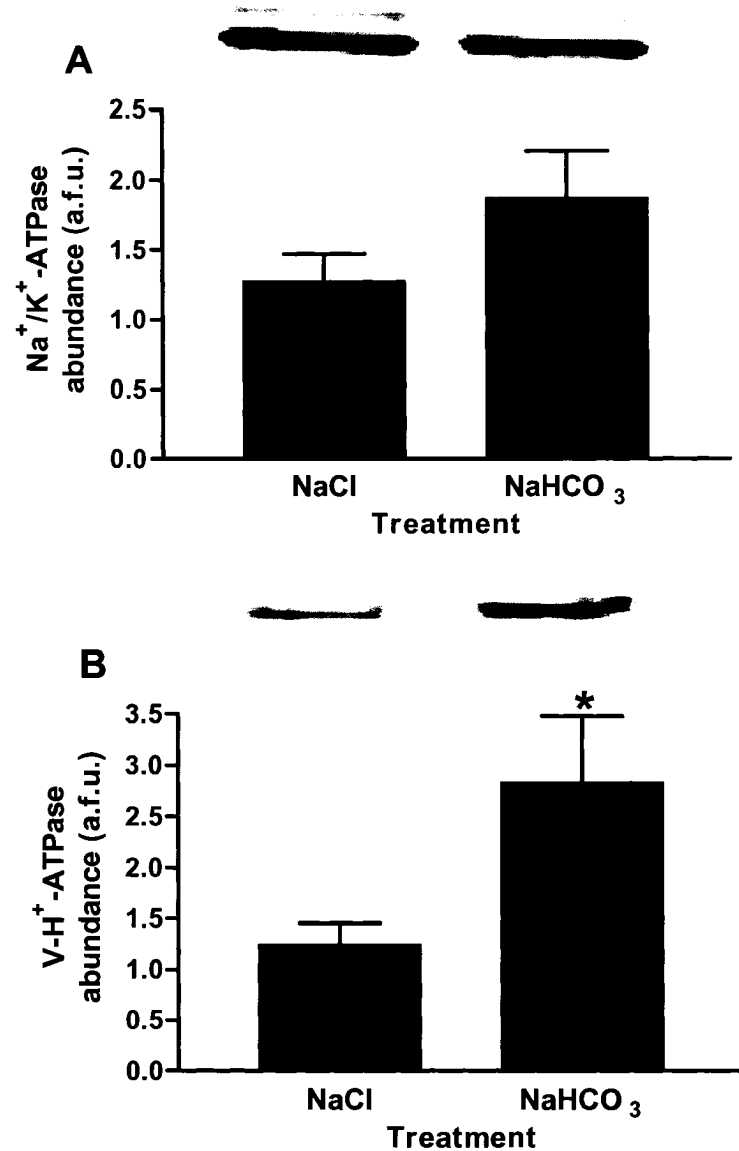 A
Na⁺/K⁺-ATPase
abundance (a.f.u.)
2.5
2.0
1.5
1.0
0.5
0.0
NaCl NaHCO₃
Treatment
B
*
V-H⁺-ATPase
abundance (a.f.u.)
3.5
3.0
2.5
2.0
1.5
1.0
0.5
0.0
NaCl NaHCO₃
Treatment